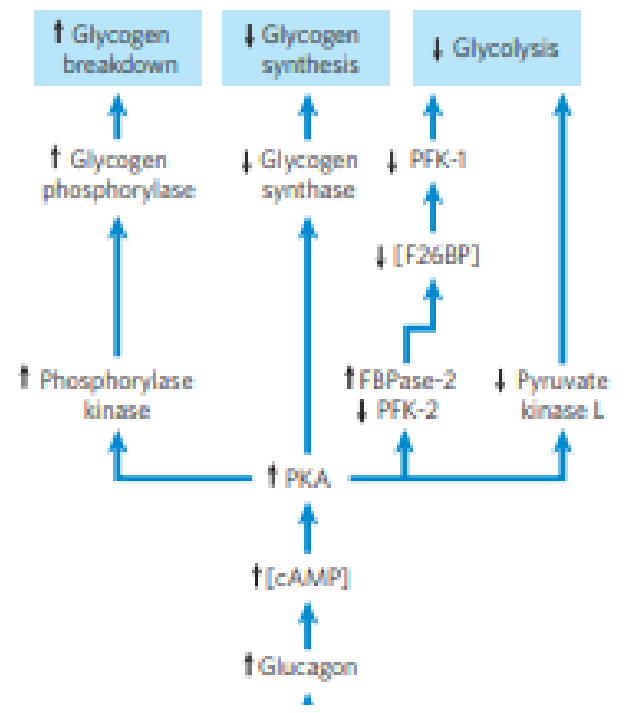 ↑ Glycogen
breakdown
↓ Glycogen
synthesis
↓ Glycolysis
↑ Glycogen
phosphorylase
↓ Glycogen
synthase
↓ PFK-1
↓ [F26BP]
↑ Phosphorylase
kinase
↑ FBPase-2
↓ PFK-2
↓ Pyruvate
kinase L
↑ PKA
↑ [cAMP]
↑ Glucagon